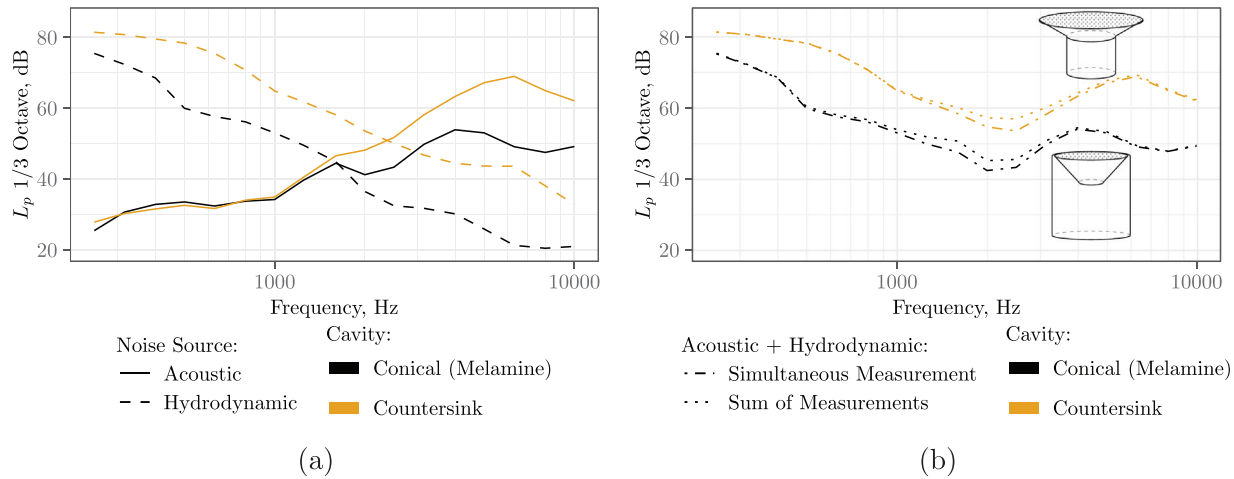 80
60
40
20
L_p 1/3 Octave, dB
1000
10000
Frequency, Hz
Noise Source:
Acoustic
Hydrodynamic
Cavity:
Conical (Melamine)
Countersink
(a)
80
60
40
20
L_p 1/3 Octave, dB
1000
10000
Frequency, Hz
Acoustic + Hydrodynamic:
Simultaneous Measurement
Sum of Measurements
Cavity:
Conical (Melamine)
Countersink
(b)